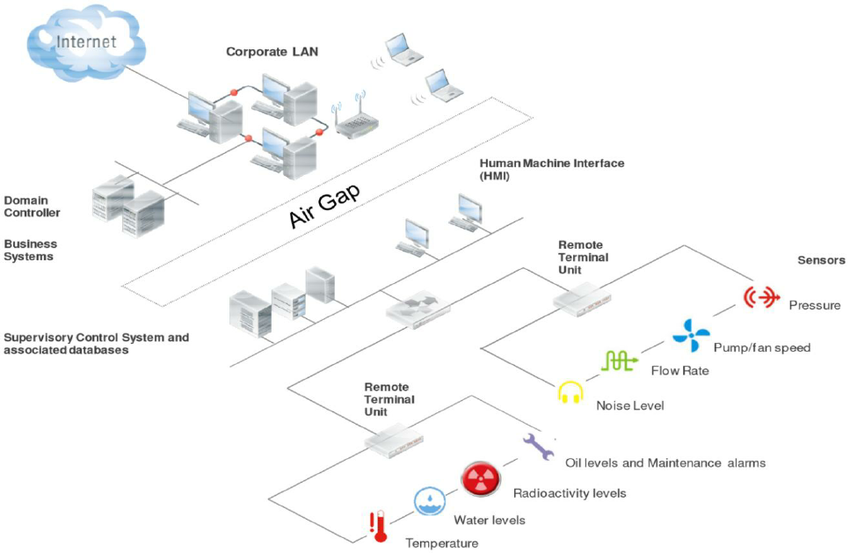 Internet
Corporate LAN
Human Machine Interface
(HMI)
Air Gap
Domain
Controller
Business
Systems
Remote
Terminal
Unit
Sensors
Pressure
Supervisory Control System and
associated databases
Pump/fan speed
Flow Rate
Noise Level
Remote
Terminal
Unit
Oil levels and Maintenance alarms
Radioactivity levels
Water levels
Temperature